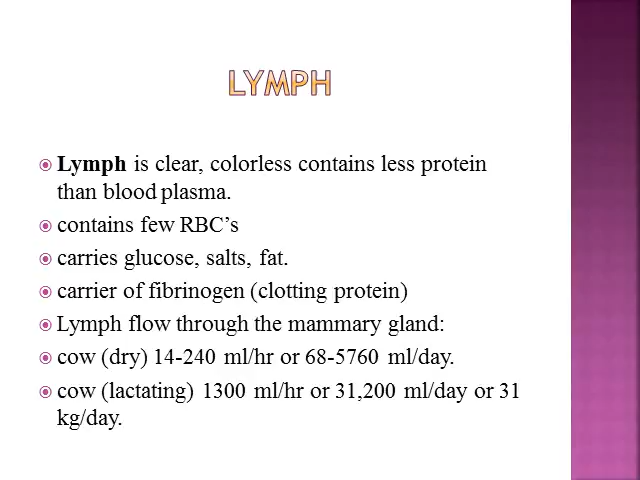 LYMPH
Lymph is clear, colorless contains less protein
than blood plasma.
contains few RBC's
carries glucose, salts, fat.
carrier of fibrinogen (clotting protein)
Lymph flow through the mammary gland:
cow (dry) 14-240 ml/hr or 68-5760 ml/day.
cow (lactating) 1300 ml/hr or 31,200 ml/day or 31
kg/day.